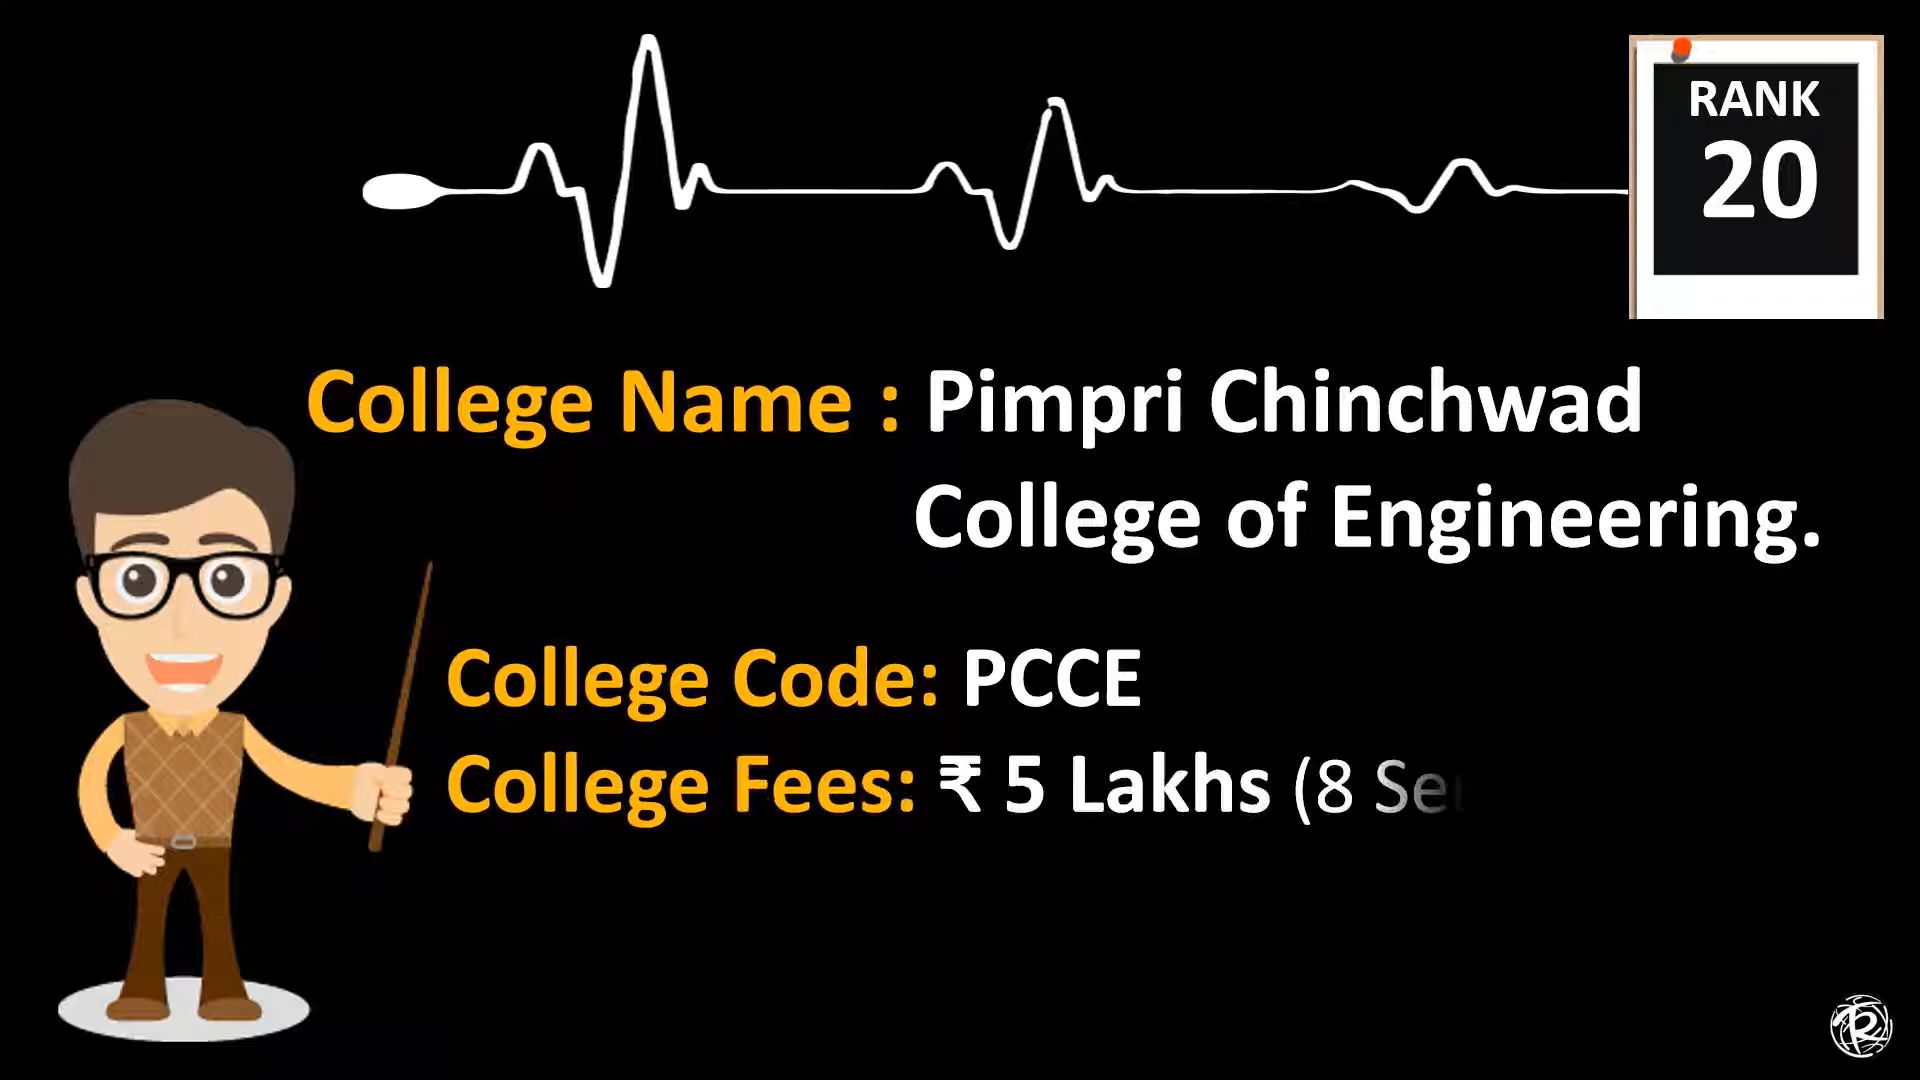 RANK
20
College Name : Pimpri Chinchwad
College of Engineering.
College Code: PCCE
College Fees: ₹ 5 Lakhs (8